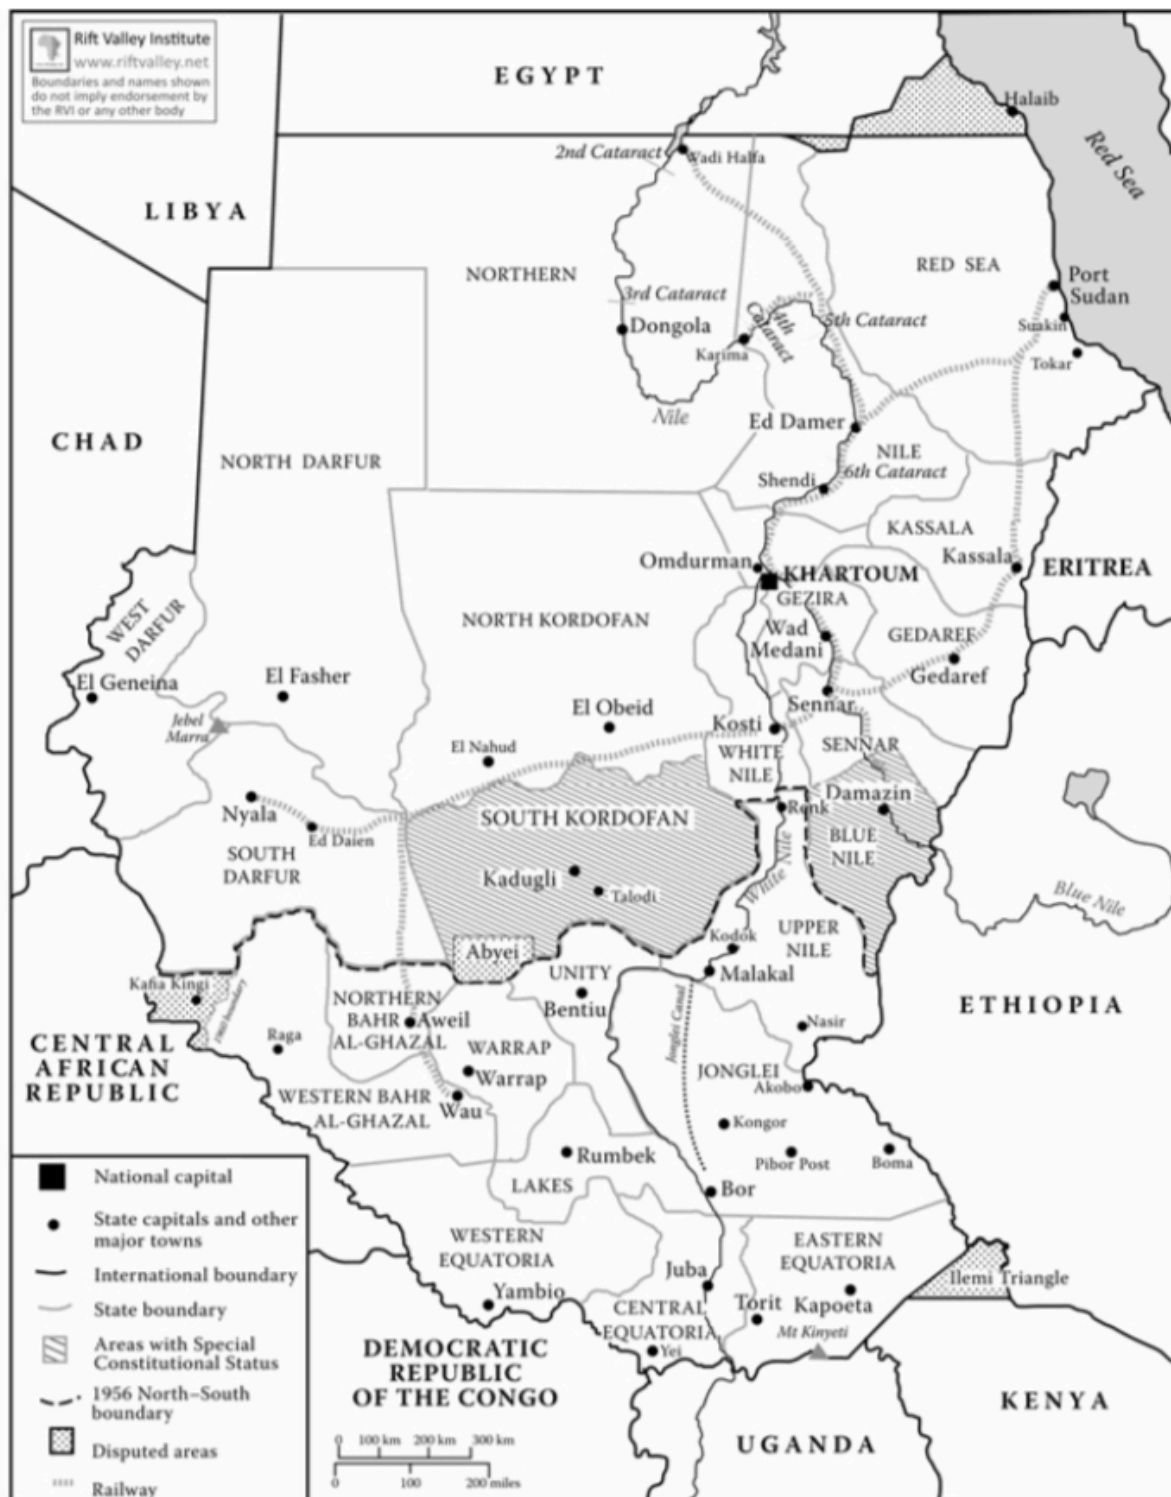 Rift Valley Institute
www.riftvalley.net
Boundaries and names shown
do not imply endorsement by
the RVI or any other body
EGYPT
Halaib
Red Sea
2nd Cataract
Wadi Halfa
LIBYA
NORTHERN
RED SEA
Port
Sudan
3rd Cataract
Dongola
4th
Cataract
5th Cataract
Suakin
Karima
Tokar
Nile
CHAD
Ed Damer
NORTH DARFUR
NILE
6th Cataract
Shendi
KASSALA
Omdurman
Kassala
KHARTOUM
ERITREA
GEZIRA
WEST
DARFUR
NORTH KORDOFAN
Wad
Medani
GEDAREF
Gedaref
El Geneina
El Fasher
Jebel
Marra
El Obeid
Sennar
Kosti
El Nahud
WHITE
NILE
SENNAR
Nyala
Ed Daien
SOUTH KORDOFAN
Renk
Damazin
BLUE
NILE
SOUTH
DARFUR
Kadugli
Talodi
White Nile
Blue Nile
Abyei
Kodok
UPPER
NILE
Malakal
Kafia Kingi
1960 boundary
UNITY
Bentiu
NORTHERN
BAHR
AL-GHAZAL
Aweil
Raga
Jonglei Canal
Nasir
ETHIOPIA
CENTRAL
AFRICAN
REPUBLIC
WARRAP
Warrap
JONGLEI
Akobo
WESTERN BAHR
AL-GHAZAL
Wau
Kongor
Rumbek
Pibor Post
Boma
LAKES
Bor
WESTERN
EQUATORIA
EASTERN
EQUATORIA
Juba
Ilemi Triangle
Yambio
Torit
Kapoeta
CENTRAL
EQUATORIA
Mt Kinyeti
Yei
DEMOCRATIC
REPUBLIC
OF THE CONGO
KENYA
UGANDA
National capital
State capitals and other
major towns
International boundary
State boundary
Areas with Special
Constitutional Status
1956 North–South
boundary
Disputed areas
Railway
0 100 km 200 km 300 km
0 100 200 miles